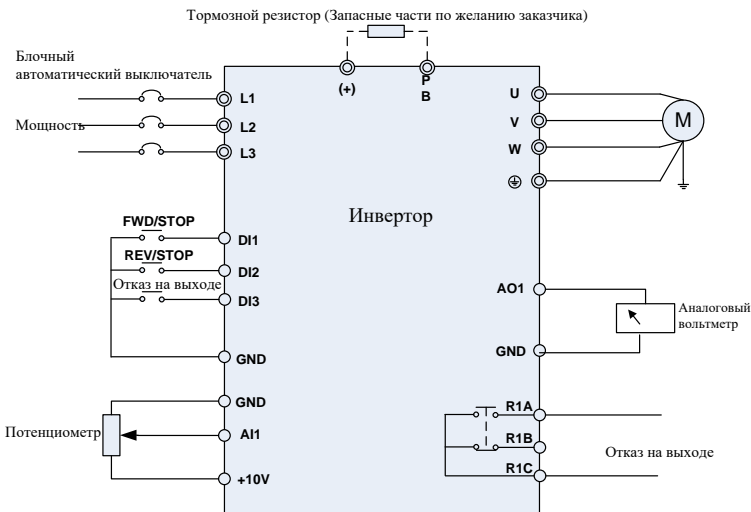 Тормозной резистор (Запасные части по желанию заказчика)
Блочный
автоматический выключатель
Мощность
(+)
P
B
L1
L2
L3
U
V
W
M
Инвертор
FWD/STOP
DI1
REV/STOP
DI2
Отказ на выходе
DI3
GND
AO1
Аналоговый
вольтметр
GND
GND
Потенциометр
AI1
+10V
R1A
R1B
R1C
Отказ на выходе